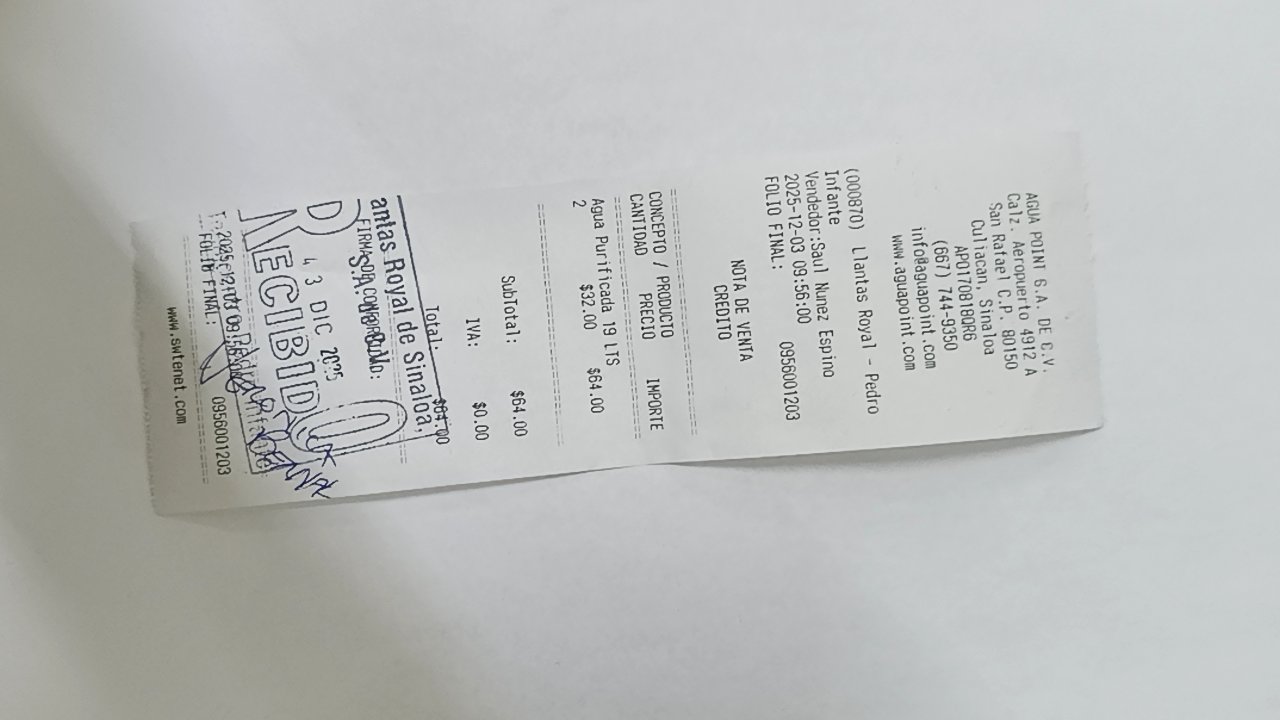 AGUA POINT S.A. DE C.V.
Calz. Aeropuerto 4912 A
San Rafael C.P. 80150
Culiacan, Sinaloa
APO170818QR6
(667) 744-9350
info@aguapoint.com
www.aguapoint.com
(000870) Llantas Royal - Pedro
Infante
Vendedor:Saul Nunez Espino
2025-12-03 09:56:00
FOLIO FINAL: 0956001203
NOTA DE VENTA
CREDITO
CONCEPTO / PRODUCTO
CANTIDAD PRECIO IMPORTE
Agua Purificada 19 LTS
2 $32.00 $64.00
SubTotal: $64.00
IVA: $0.00
Total: $64.00
antas Royal de Sinaloa,
S.A.
FIRMA DE CONFORMIDAD:
DIC 2025
RECIBIDO
FOLIO FINAL: 0956001203
www.swtenet.com